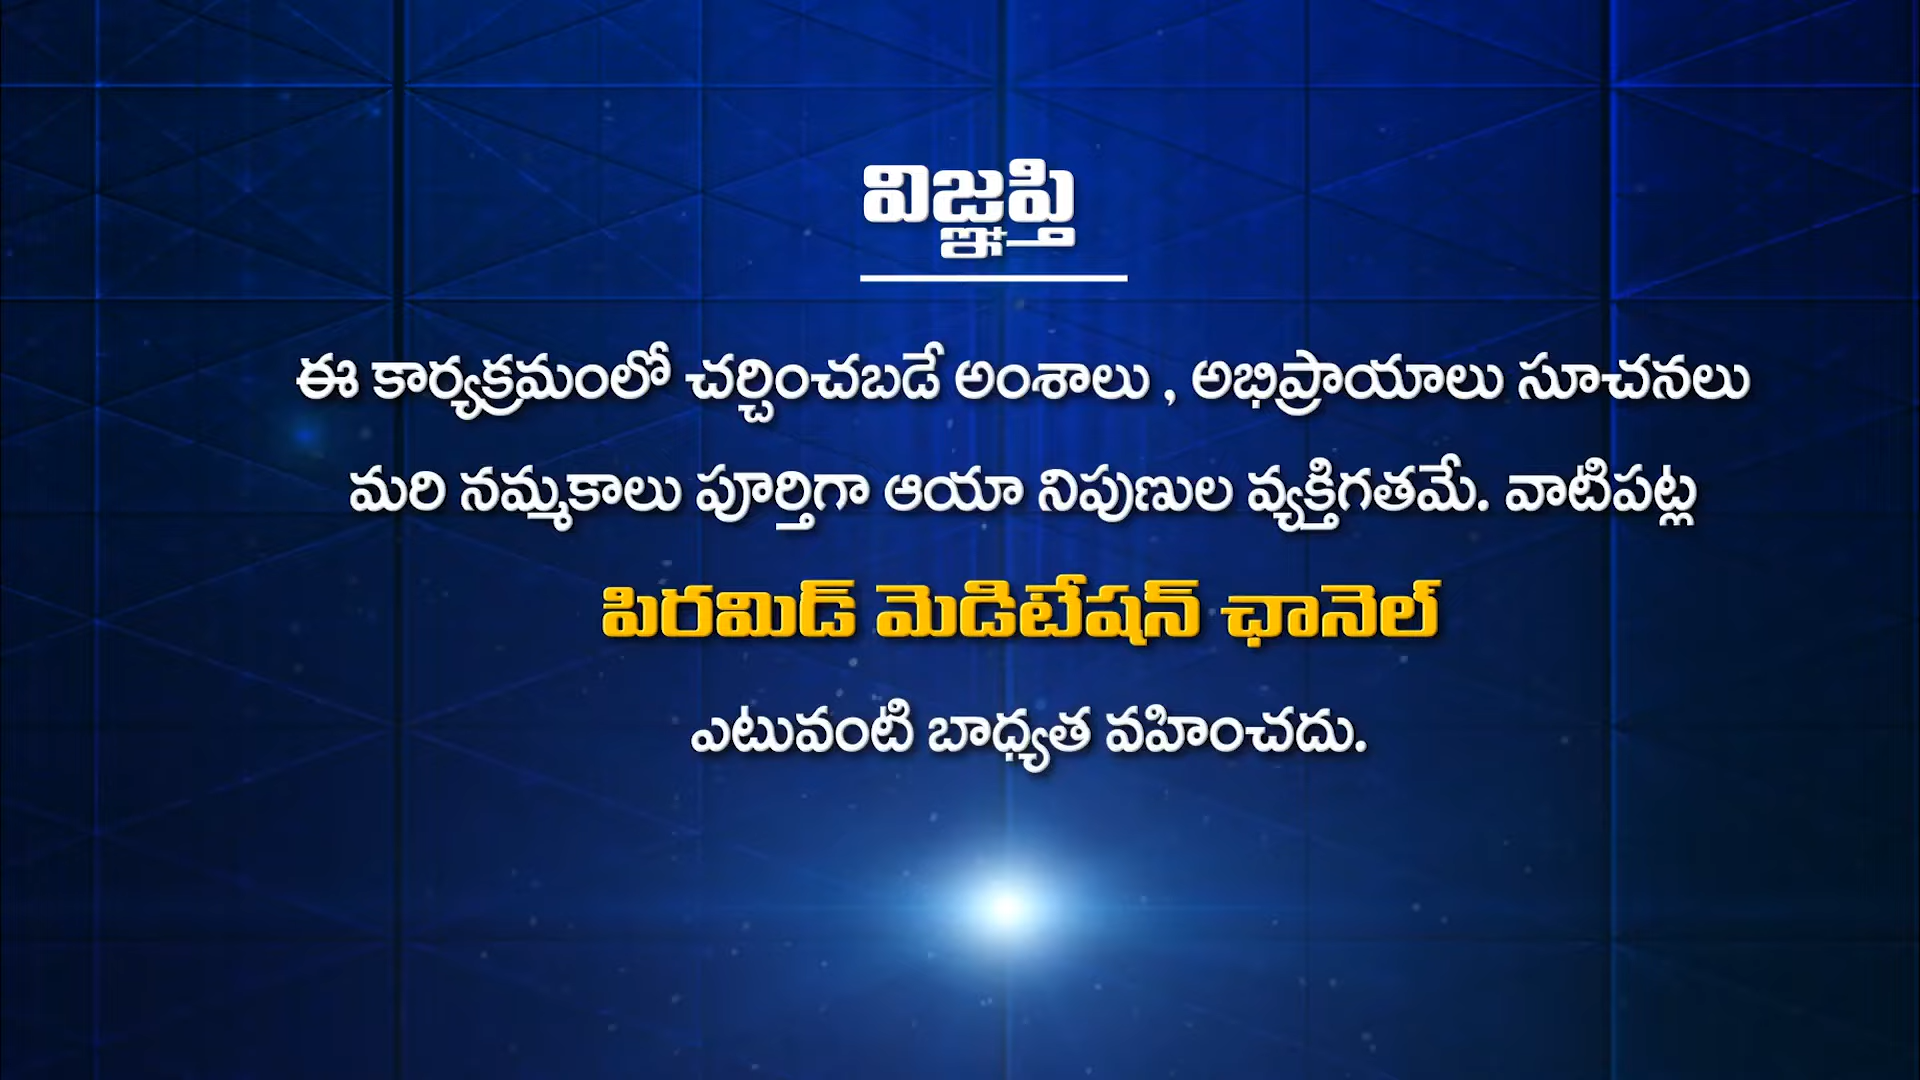 విజ్ఞప్తి
ఈ కార్యక్రమంలో చర్చించబడే అంశాలు , అభిప్రాయాలు సూచనలు
మరి నమ్మకాలు పూర్తిగా ఆయా నిపుణుల వ్యక్తిగతమే. వాటిపట్ల
పిరమిడ్ మెడిటేషన్ ఛానెల్
ఎటువంటి బాధ్యత వహించదు.